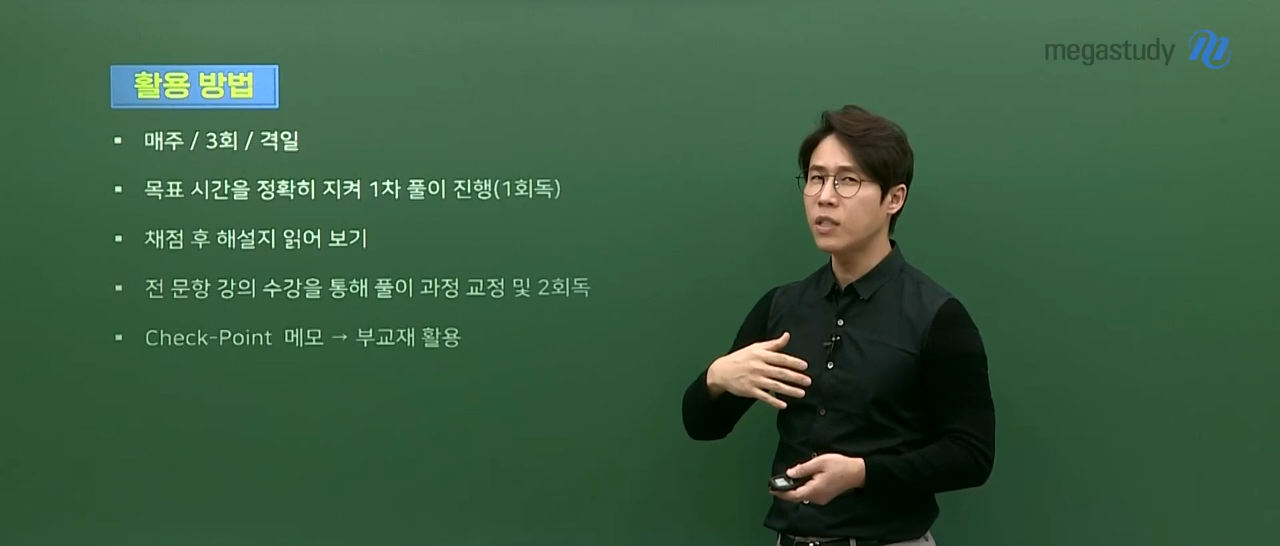 megastudy
활용 방법
▪ 매주 / 3회 / 격일
▪ 목표 시간을 정확히 지켜 1차 풀이 진행(1회독)
▪ 채점 후 해설지 읽어 보기
▪ 전 문항 강의 수강을 통해 풀이 과정 교정 및 2회독
▪ Check-Point 메모 → 부교재 활용